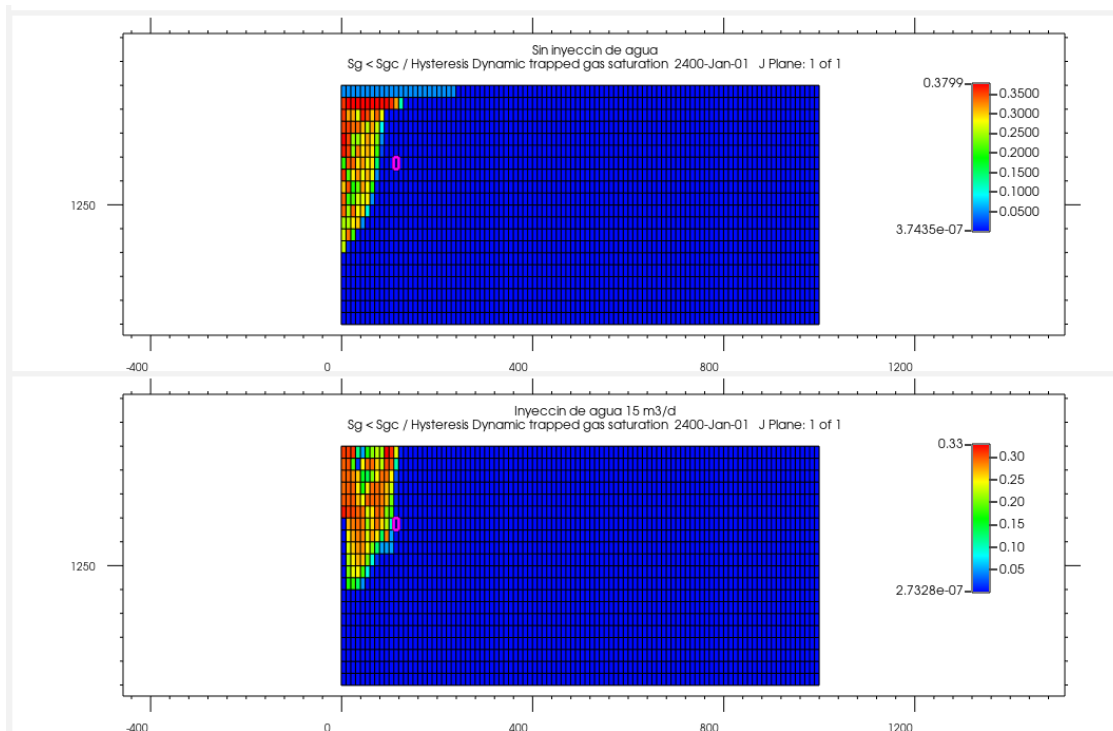 Sin inyeccin de agua
Sg < Sgc / Hysteresis Dynamic trapped gas saturation 2400-Jan-01 J Plane: 1 of 1
0.3799
0.3500
0.3000
0.2500
0.2000
0.1500
0.1000
0.0500
3.7435e-07
1250
0
-400 0 400 800 1200
Inyeccin de agua 15 m3/d
Sg < Sgc / Hysteresis Dynamic trapped gas saturation 2400-Jan-01 J Plane: 1 of 1
0.33
0.30
0.25
0.20
0.15
0.10
0.05
2.7328e-07
1250
0
-400 0 400 800 1200